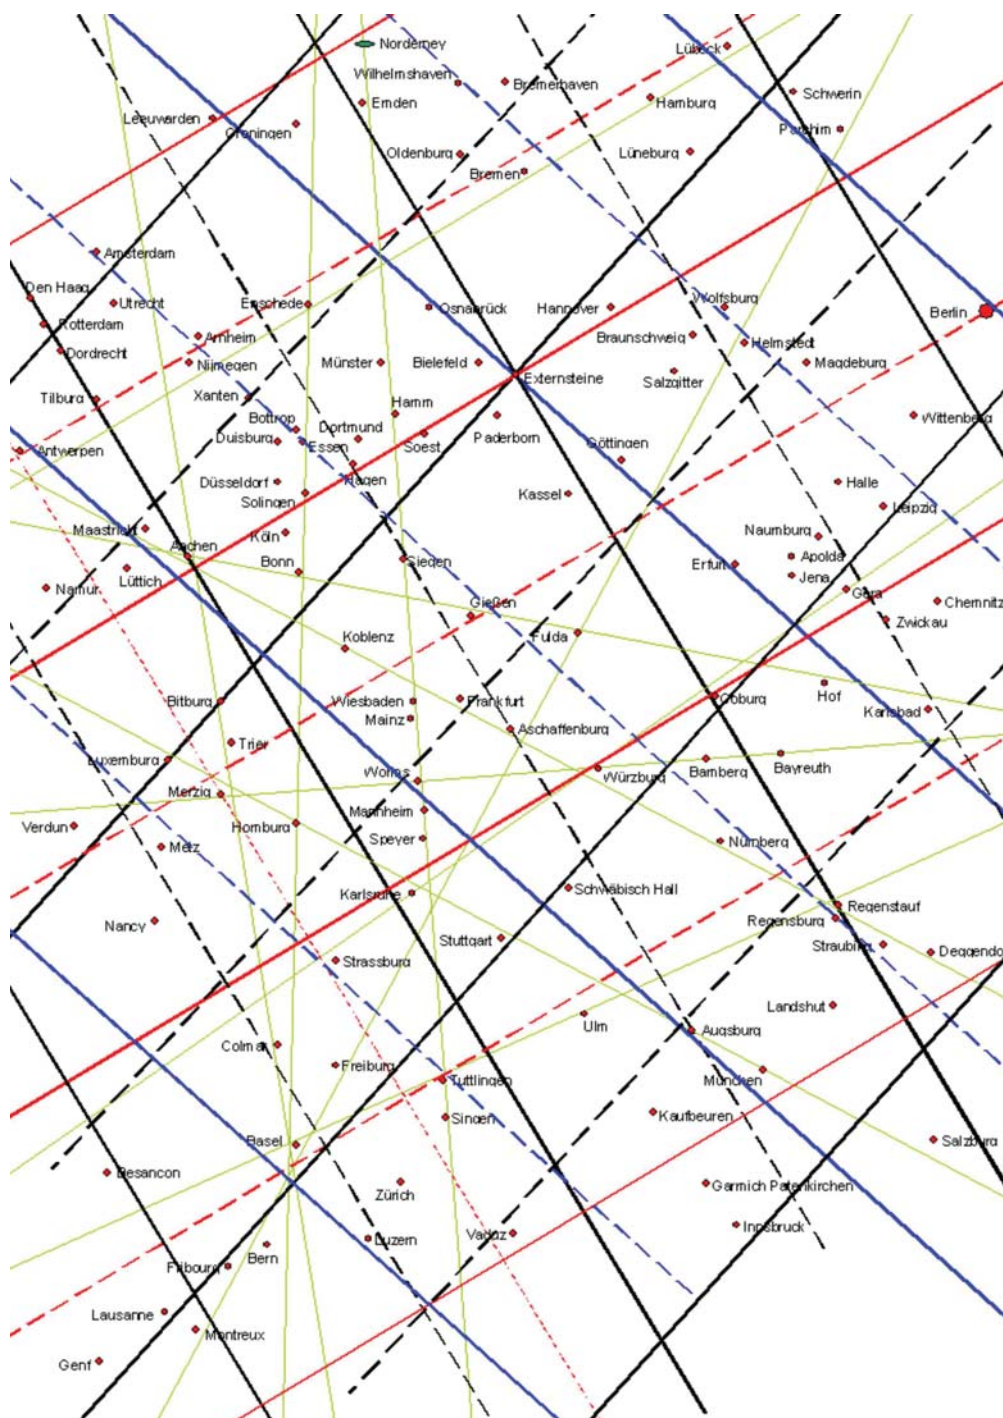 Norderney
Lübeck
Wilhelmshaven
Bremerhaven
Schwerin
Emden
Hamburg
Leeuwarden
Groningen
Parchim
Oldenburg
Lüneburg
Bremen
Amsterdam
Den Haag
Utrecht
Enschede
Osnabrück
Hannover
Wolfsburg
Berlin
Rotterdam
Arnheim
Braunschweig
Helmstedt
Dordrecht
Nijmegen
Münster
Bielefeld
Externsteine
Salzgitter
Magdeburg
Tilburg
Xanten
Hamm
Bottrop
Dortmund
Paderborn
Wittenberg
Duisburg
Essen
Soest
Göttingen
Antwerpen
Düsseldorf
Hagen
Halle
Solingen
Kassel
Leipzig
Maastricht
Köln
Naumburg
Aachen
Bonn
Siegen
Erfurt
Apolda
Lüttich
Jena
Namur
Gießen
Gera
Chemnitz
Koblenz
Fulda
Zwickau
Bitburg
Wiesbaden
Frankfurt
Coburg
Hof
Karlsbad
Mainz
Aschaffenburg
Trier
Luxemburg
Worms
Würzburg
Bamberg
Bayreuth
Merzig
Mannheim
Verdun
Homburg
Speyer
Nürnberg
Metz
Karlsruhe
Schwäbisch Hall
Regenstauf
Nancy
Regensburg
Stuttgart
Straubing
Deggendo
Strassburg
Landshut
Ulm
Augsburg
Colmar
Freiburg
Tuttlingen
München
Singen
Kaufbeuren
Basel
Salzburg
Besancon
Zürich
Garmich Patenkirchen
Luzern
Vaduz
Innsbruck
Bern
Fribourg
Lausanne
Montreux
Genf